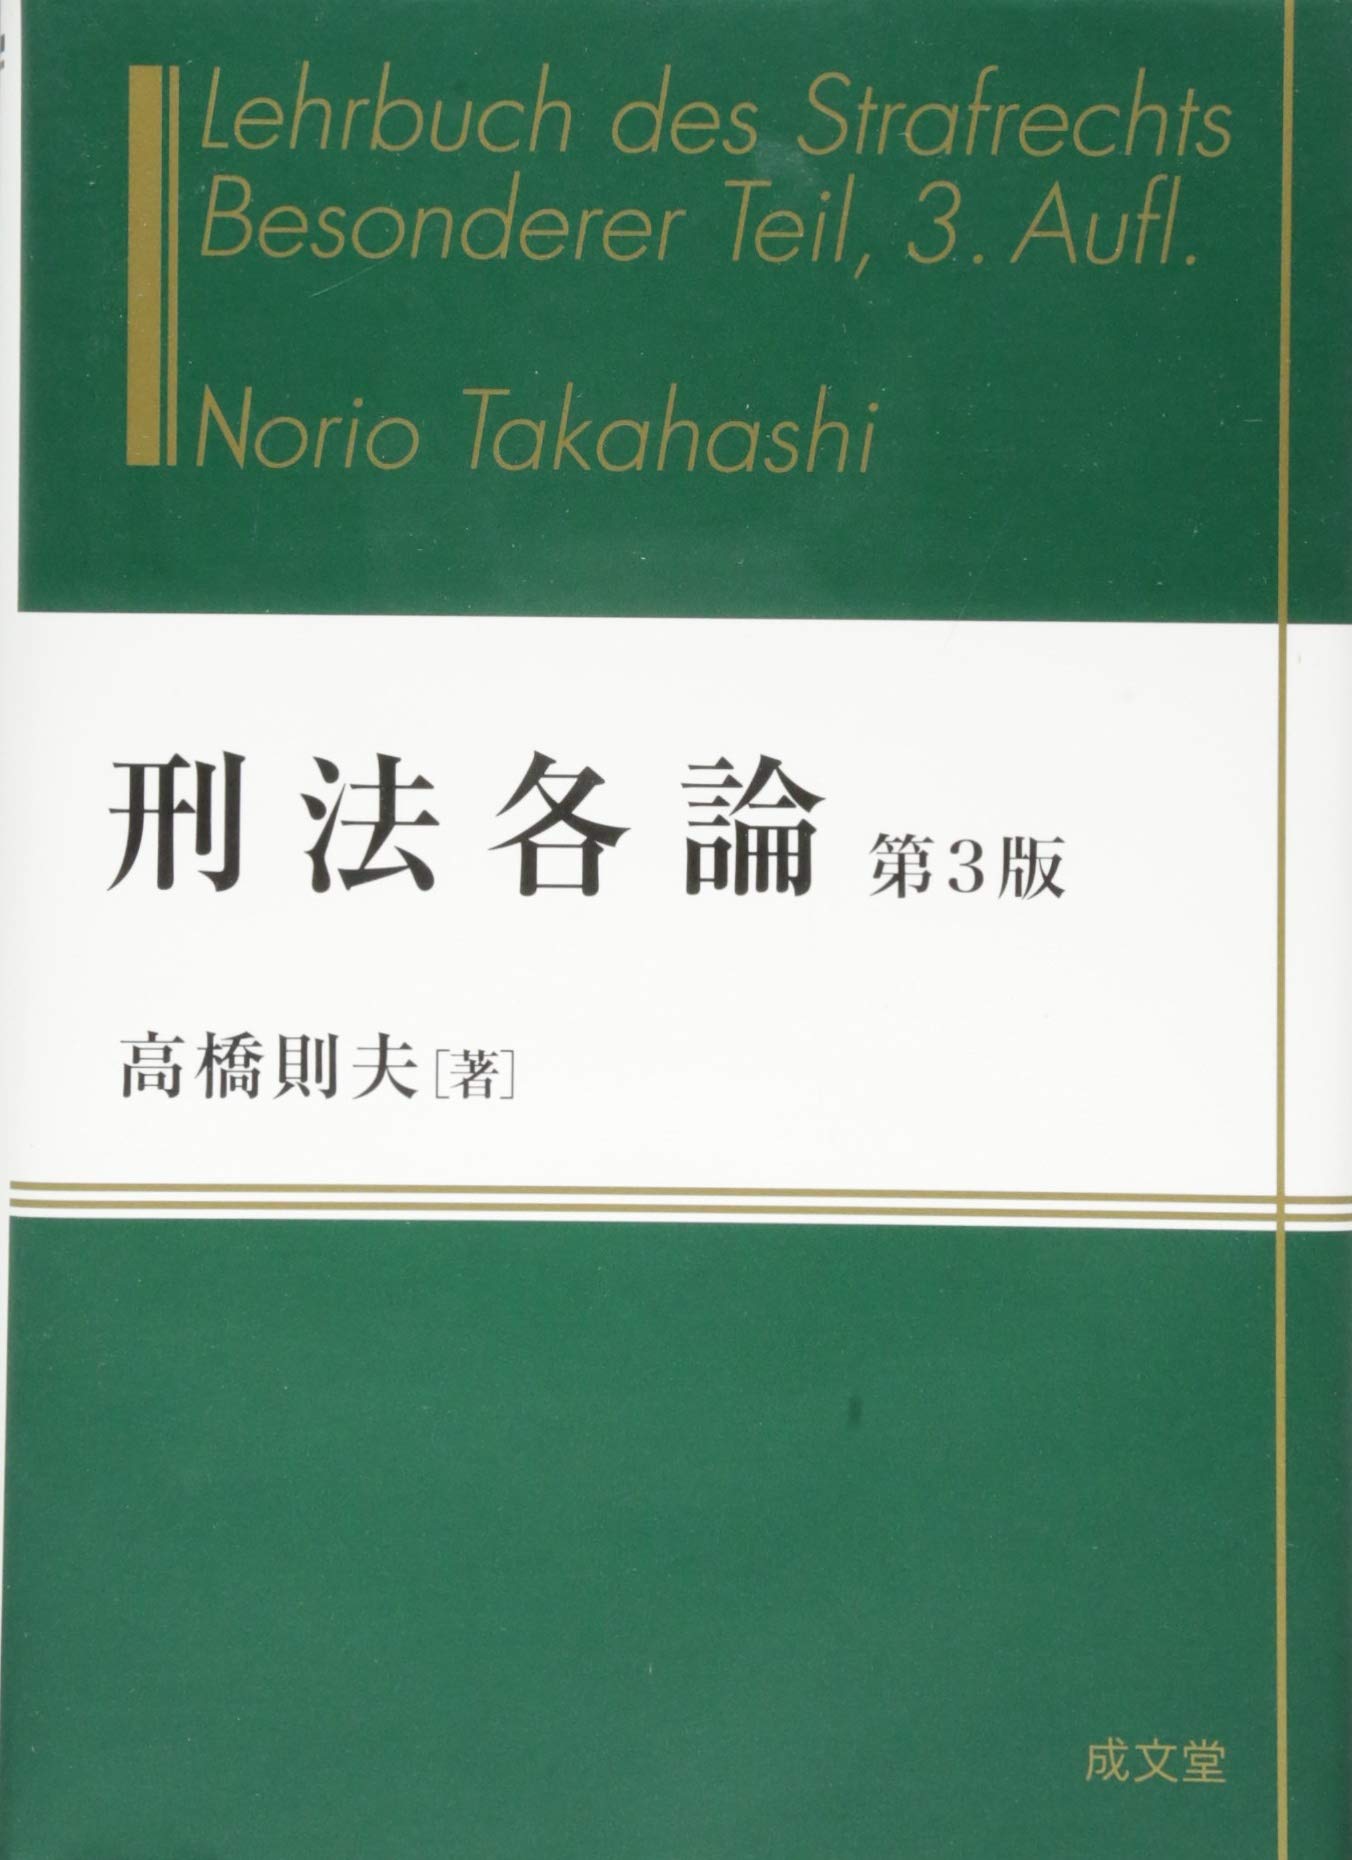 Lehrbuch des Strafrechts
Besonderer Teil, 3. Aufl.
Norio Takahashi
刑法各論 第3版
高橋則夫[著]
成文堂